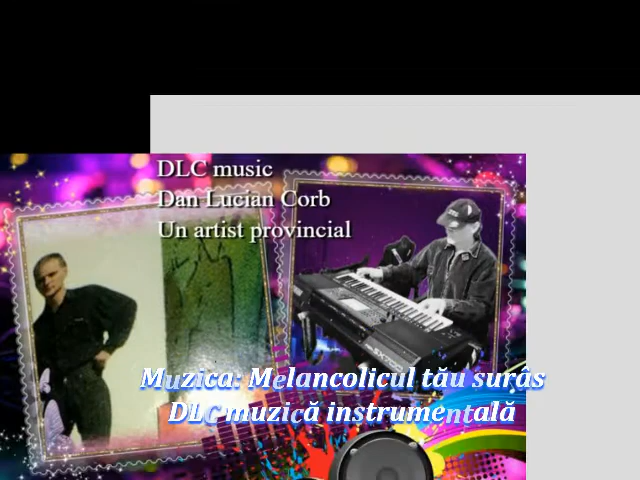 DLC music
Dan Lucian Corb
Un artist provincial
Muzica: Melancolicul tău surâs
DLC muzică instrumentală